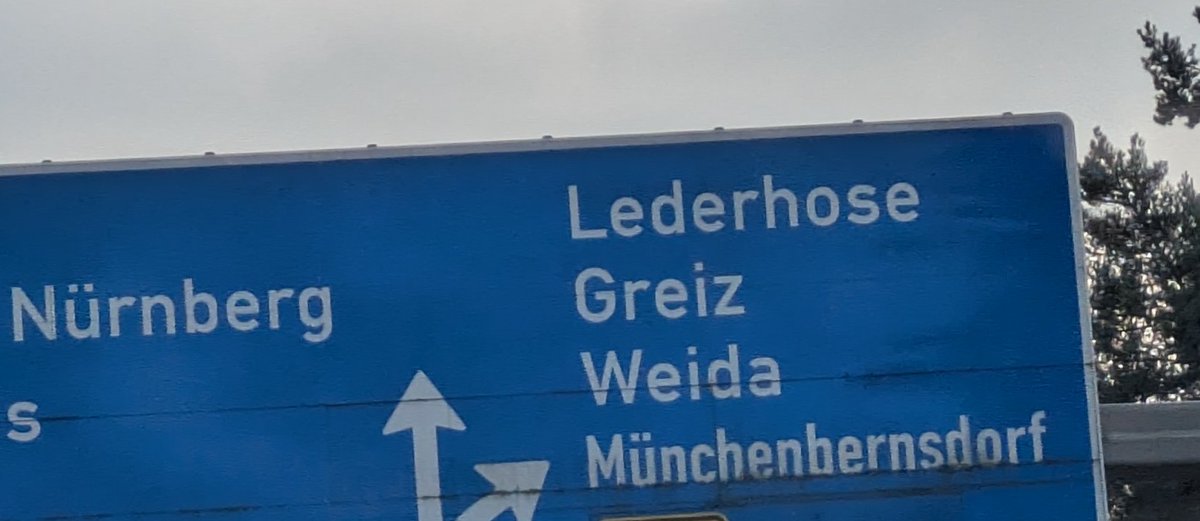 Nürnberg
s
Lederhose
Greiz
Weida
Münchenbernsdorf